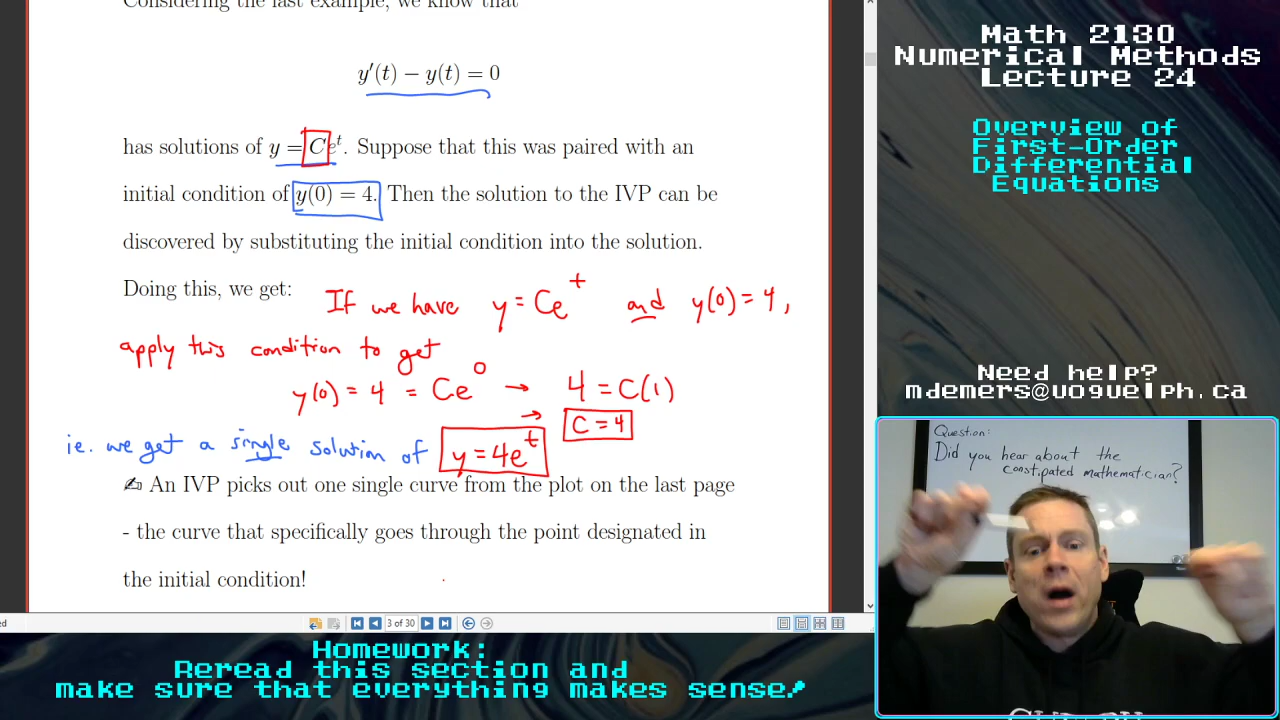 Considering the last example, we know that
y′(t) − y(t) = 0
has solutions of y = Ce^t. Suppose that this was paired with an
initial condition of y(0) = 4. Then the solution to the IVP can be
discovered by substituting the initial condition into the solution.
Doing this, we get: If we have y = Ce^t and y(0) = 4,
apply this condition to get
y(0) = 4 = Ce^0 → 4 = C(1)
→ C = 4
ie. we get a single solution of y = 4e^t
✍ An IVP picks out one single curve from the plot on the last page
- the curve that specifically goes through the point designated in
the initial condition!
3 of 30
Homework:
Reread this section and
make sure that everything makes sense!
Math 2130
Numerical Methods
Lecture 24
Overview of
First-Order
Differential
Equations
Need help?
mdemers@uoguelph.ca
Question:
Did you hear about the
constipated mathematician?